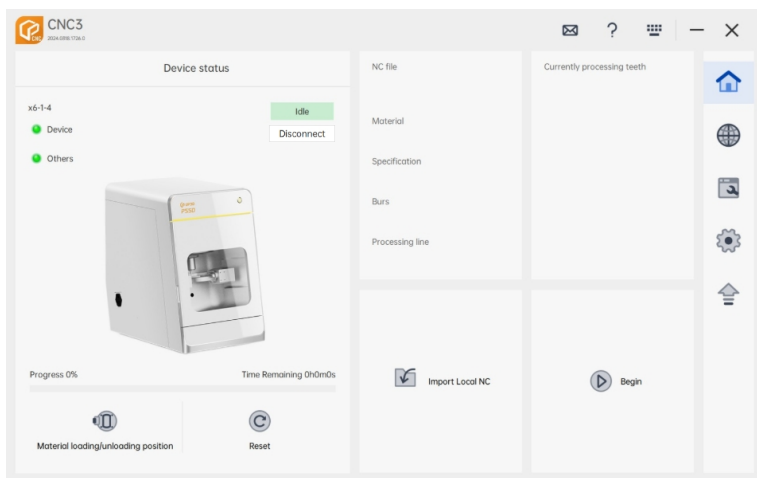 CNC3
Device status
x6-1-4
Idle
Device
Disconnect
Others
P55D
Progress 0%
Time Remaining 0h0m0s
Material loading/unloading position
Reset
NC file
Material
Specification
Burs
Processing line
Currently processing teeth
Import Local NC
Begin